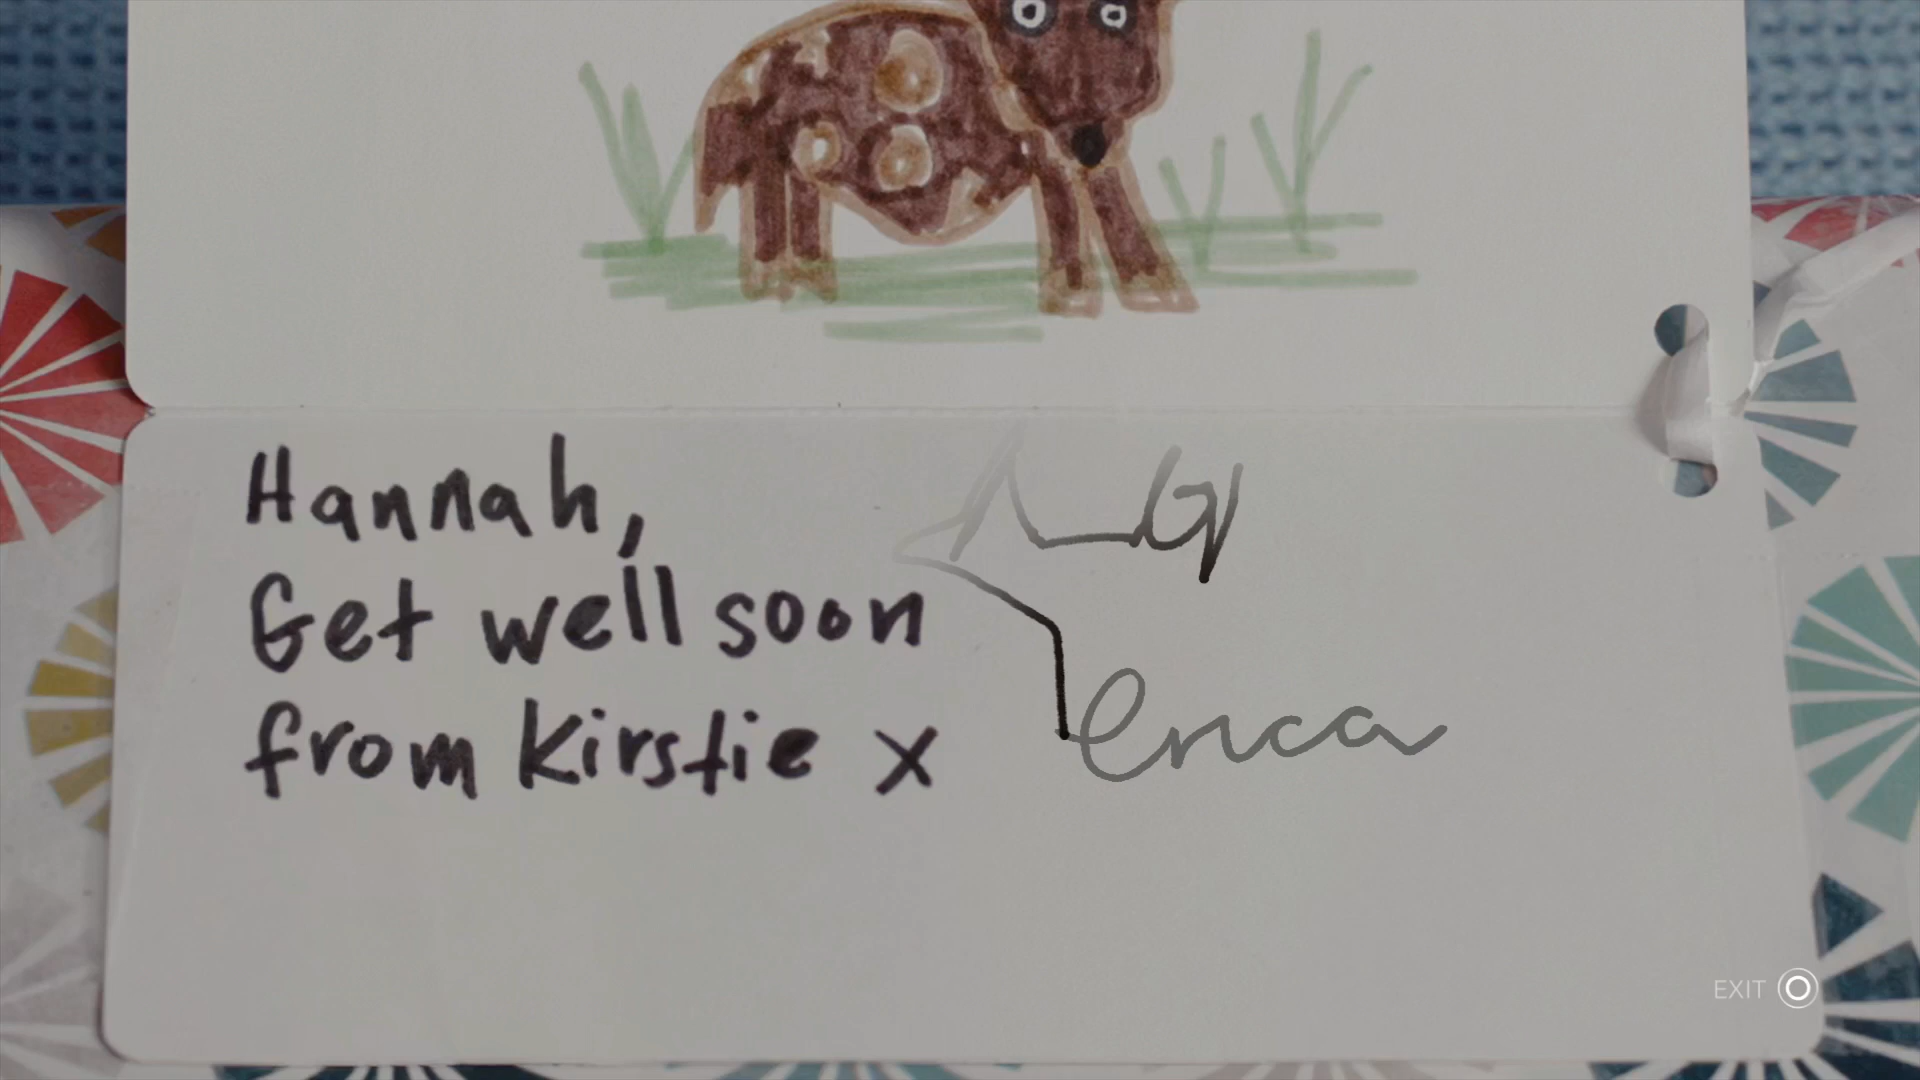 Hannah,
Get well soon
from Kirstie x
erica
EXIT